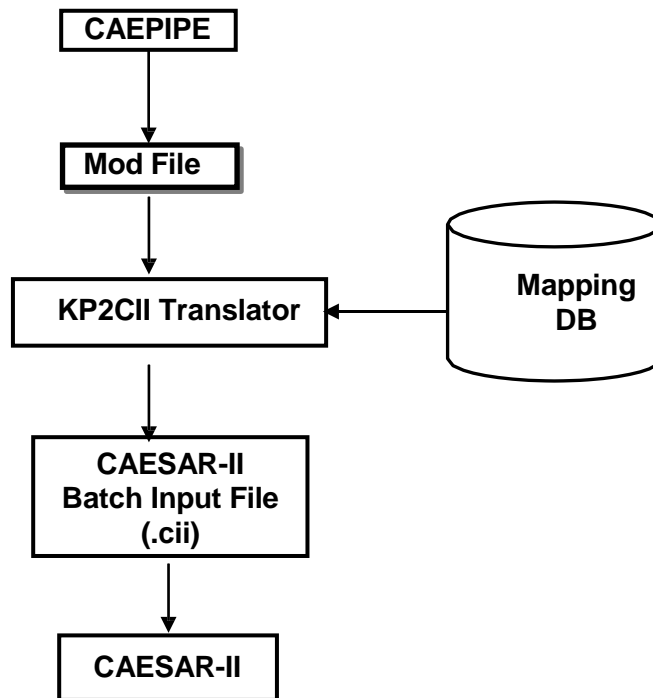 CAEPIPE
Mod File
KP2CII Translator
Mapping
DB
CAESAR-II
Batch Input File
(.cii)
CAESAR-II